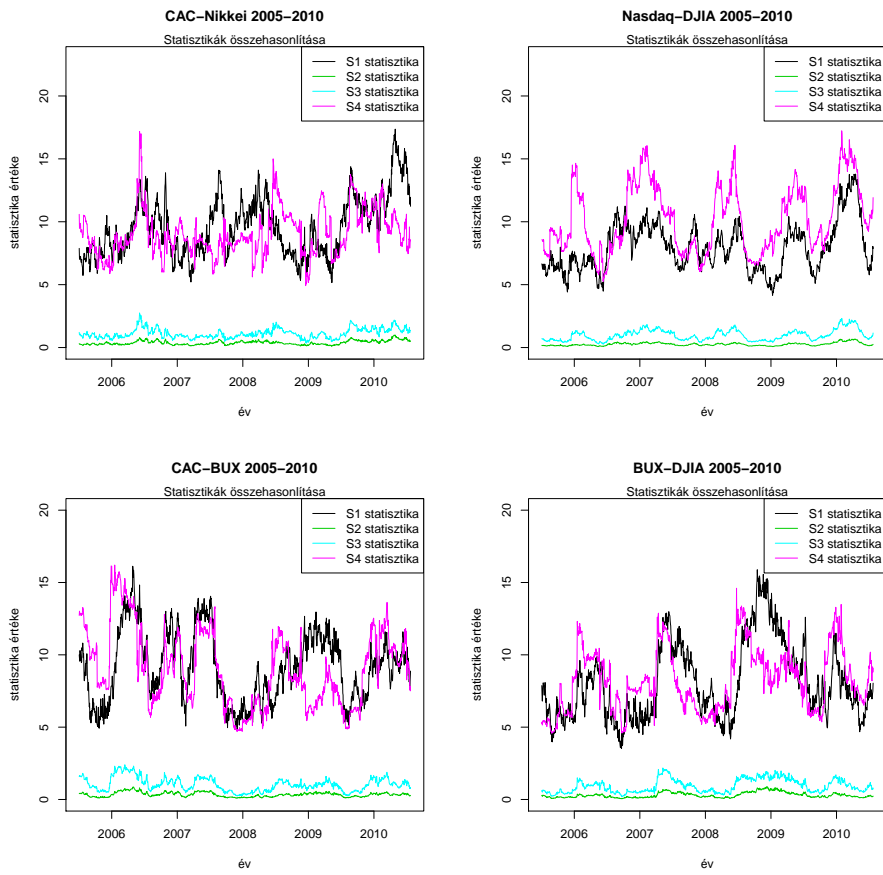 CAC−Nikkei 2005−2010
Statisztikák összehasonlítása
S1 statisztika
S2 statisztika
S3 statisztika
S4 statisztika
statisztika értéke
0
5
10
15
20
2006
2007
2008
2009
2010
év
Nasdaq−DJIA 2005−2010
Statisztikák összehasonlítása
S1 statisztika
S2 statisztika
S3 statisztika
S4 statisztika
statisztika értéke
0
5
10
15
20
2006
2007
2008
2009
2010
év
CAC−BUX 2005−2010
Statisztikák összehasonlítása
S1 statisztika
S2 statisztika
S3 statisztika
S4 statisztika
statisztika értéke
0
5
10
15
20
2006
2007
2008
2009
2010
év
BUX−DJIA 2005−2010
Statisztikák összehasonlítása
S1 statisztika
S2 statisztika
S3 statisztika
S4 statisztika
statisztika értéke
0
5
10
15
20
2006
2007
2008
2009
2010
év